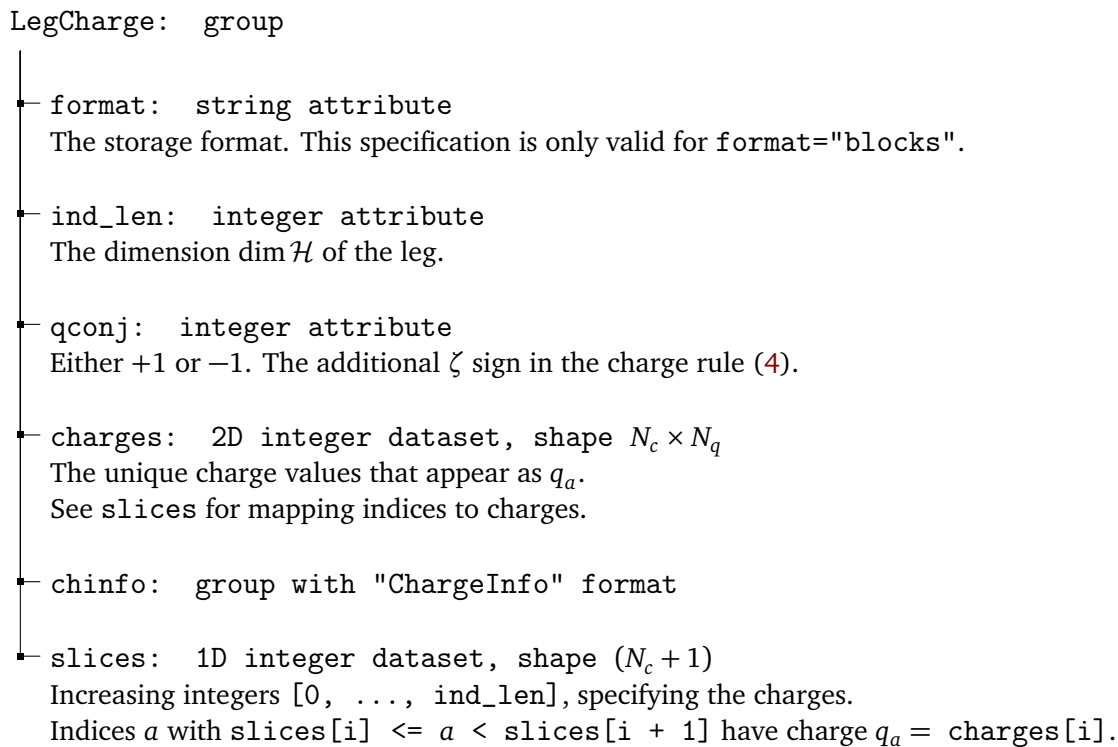 LegCharge: group
format: string attribute
The storage format. This specification is only valid for format="blocks".
ind_len: integer attribute
The dimension dim ℋ of the leg.
qconj: integer attribute
Either +1 or −1. The additional ζ sign in the charge rule (4).
charges: 2D integer dataset, shape N_c × N_q
The unique charge values that appear as q_a.
See slices for mapping indices to charges.
chinfo: group with "ChargeInfo" format
slices: 1D integer dataset, shape (N_c + 1)
Increasing integers [0, ..., ind_len], specifying the charges.
Indices a with slices[i] <= a < slices[i + 1] have charge q_a = charges[i].